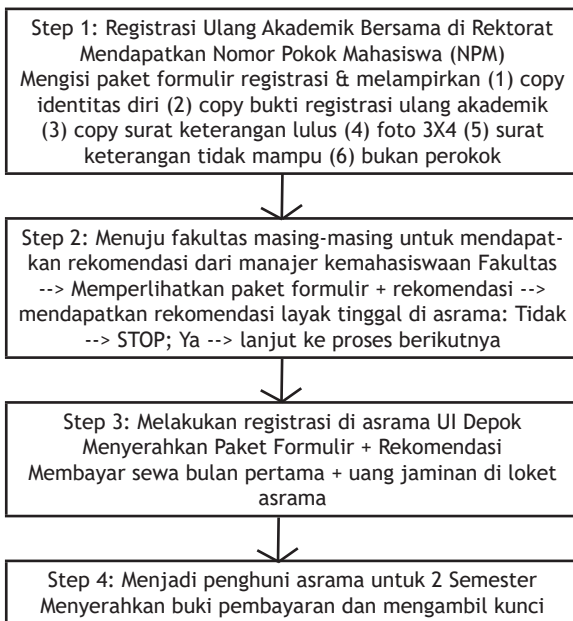 Step 1: Registrasi Ulang Akademik Bersama di Rektorat
Mendapatkan Nomor Pokok Mahasiswa (NPM)
Mengisi paket formulir registrasi & melampirkan (1) copy
identitas diri (2) copy bukti registrasi ulang akademik
(3) copy surat keterangan lulus (4) foto 3X4 (5) surat
keterangan tidak mampu (6) bukan perokok
Step 2: Menuju fakultas masing-masing untuk mendapat-
kan rekomendasi dari manajer kemahasiswaan Fakultas
--> Memperlihatkan paket formulir + rekomendasi -->
mendapatkan rekomendasi layak tinggal di asrama: Tidak
--> STOP; Ya --> lanjut ke proses berikutnya
Step 3: Melakukan registrasi di asrama UI Depok
Menyerahkan Paket Formulir + Rekomendasi
Membayar sewa bulan pertama + uang jaminan di loket
asrama
Step 4: Menjadi penghuni asrama untuk 2 Semester
Menyerahkan buki pembayaran dan mengambil kunci